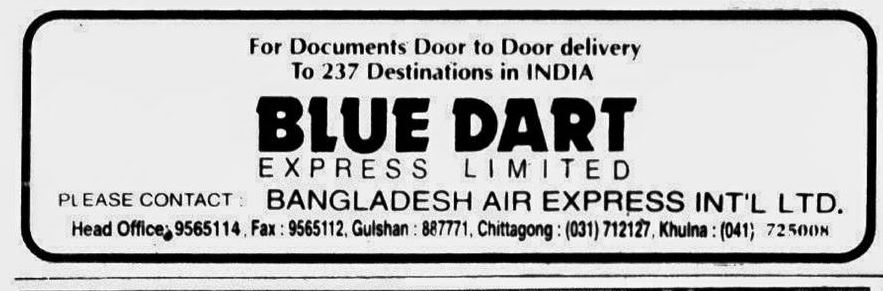 For Documents Door to Door delivery
To 237 Destinations in INDIA
BLUE DART
EXPRESS LIMITED
PLEASE CONTACT : BANGLADESH AIR EXPRESS INT'L LTD.
Head Office: 9565114, Fax : 9565112, Gulshan : 887771, Chittagong : (031) 712127, Khulna : (041) 725008